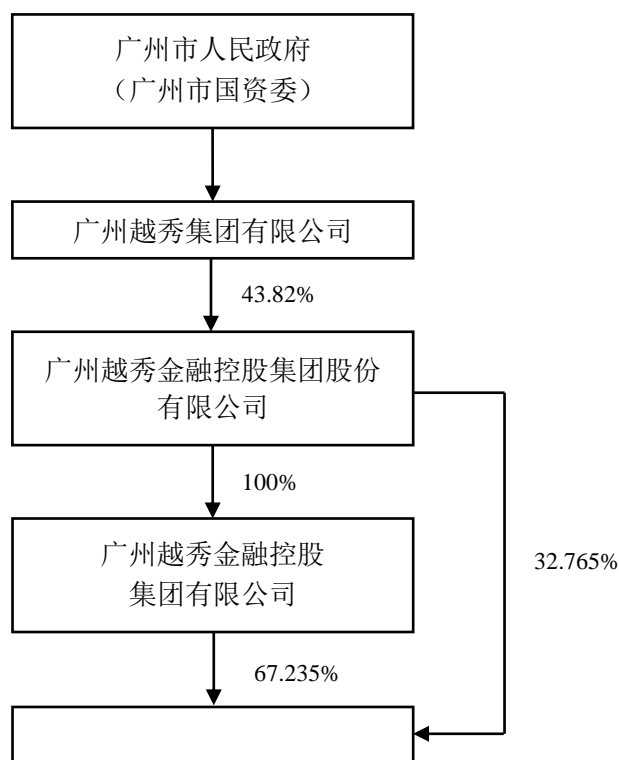 广州市人民政府
（广州市国资委）
广州越秀集团有限公司
43.82%
广州越秀金融控股集团股份
有限公司
100%
广州越秀金融控股
集团有限公司
32.765%
67.235%